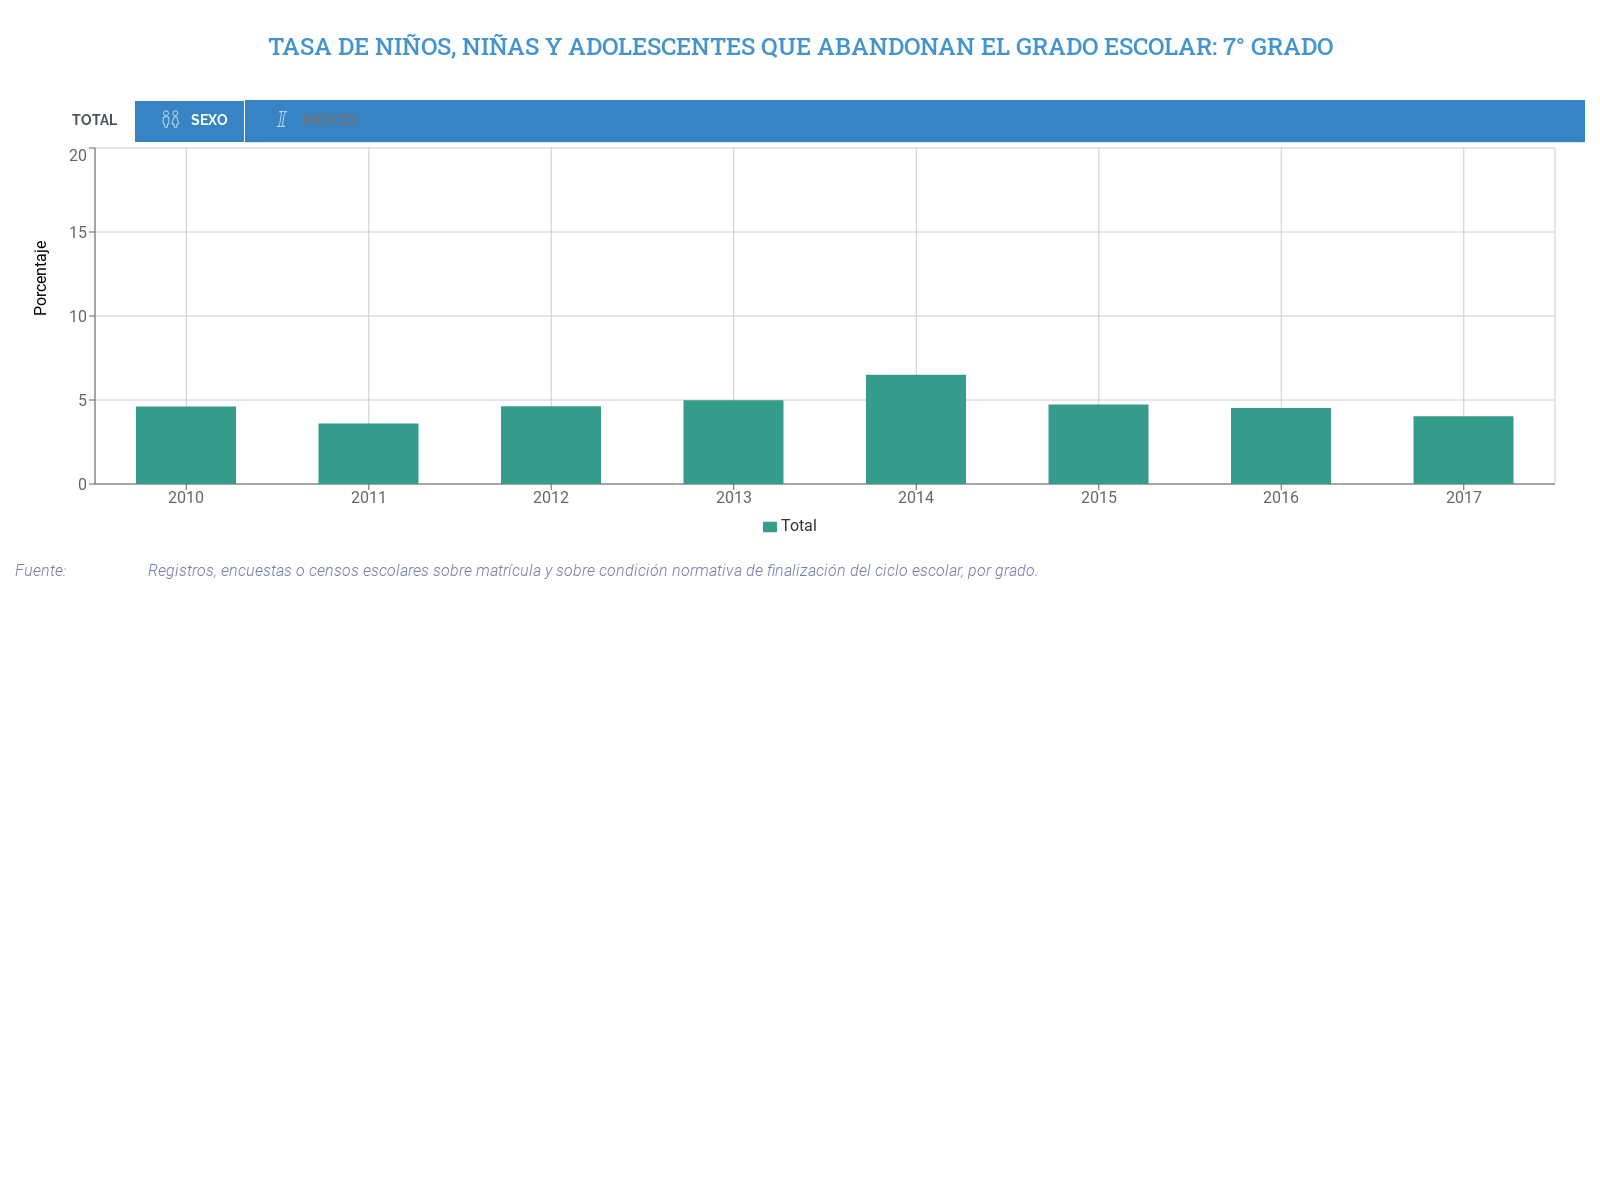 TASA DE NIÑOS, NIÑAS Y ADOLESCENTES QUE ABANDONAN EL GRADO ESCOLAR: 7° GRADO
TOTAL SEXO INDICES
20
15
10
5
0
Porcentaje
2010 2011 2012 2013 2014 2015 2016 2017
Total
Fuente: Registros, encuestas o censos escolares sobre matrícula y sobre condición normativa de finalización del ciclo escolar, por grado.